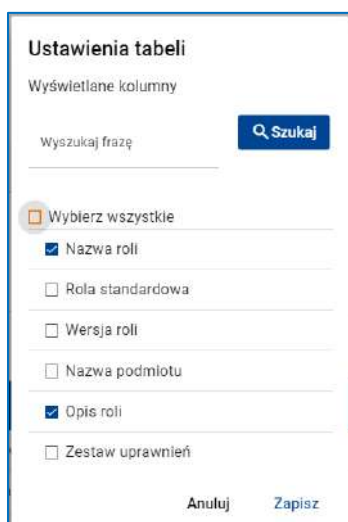 Ustawienia tabeli
Wyświetlane kolumny
Wyszukaj frazę
Szukaj
Wybierz wszystkie
Nazwa roli
Rola standardowa
Wersja roli
Nazwa podmiotu
Opis roli
Zestaw uprawnień
Anuluj Zapisz